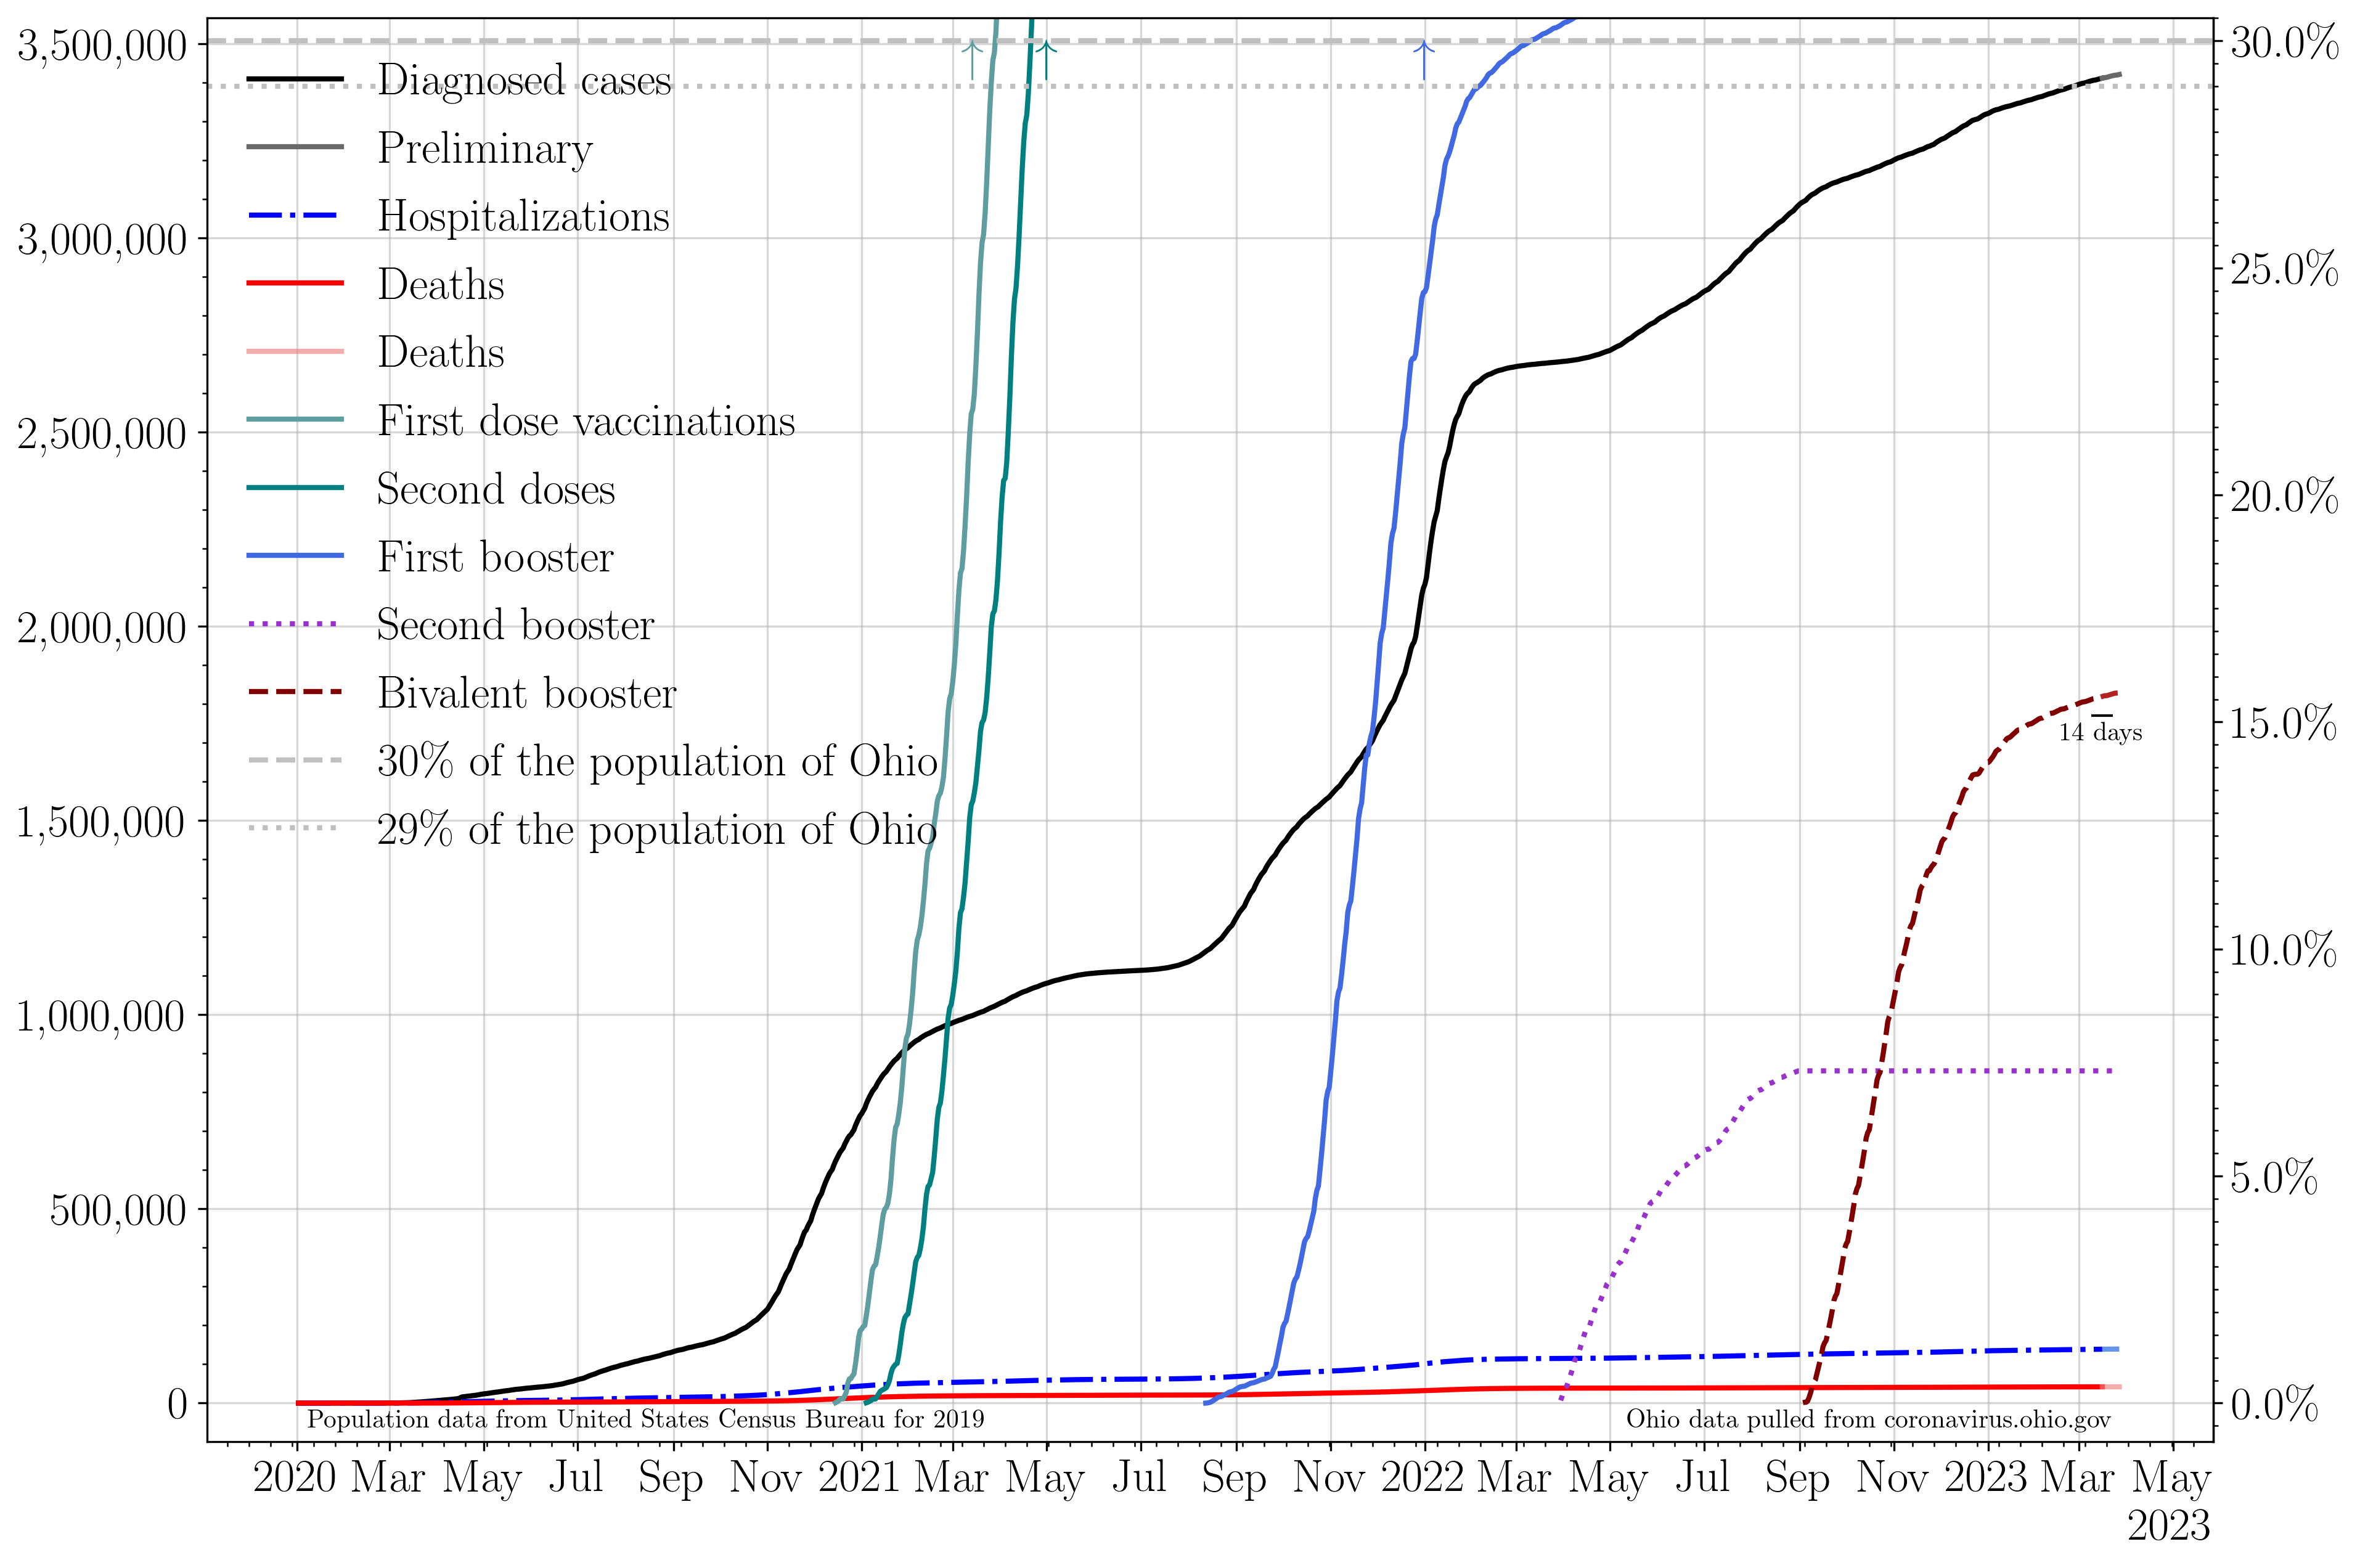 3,500,000
3,000,000
2,500,000
2,000,000
1,500,000
1,000,000
500,000
0
Diagnosed cases
Preliminary
Hospitalizations
Deaths
Deaths
First dose vaccinations
Second doses
First booster
Second booster
Bivalent booster
30% of the population of Ohio
29% of the population of Ohio
14 days
30.0%
25.0%
20.0%
15.0%
10.0%
5.0%
0.0%
Population data from United States Census Bureau for 2019
Ohio data pulled from coronavirus.ohio.gov
2020 Mar May Jul Sep Nov 2021 Mar May Jul Sep Nov 2022 Mar May Jul Sep Nov 2023 Mar May
2023